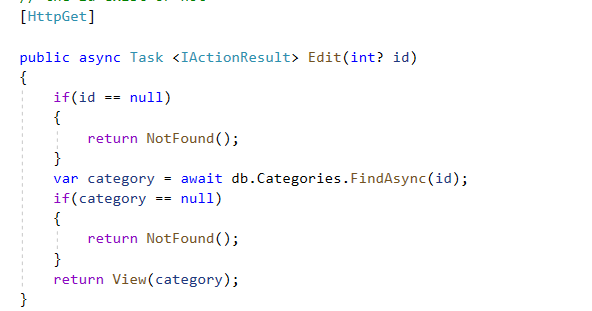 [HttpGet]
public async Task <IActionResult> Edit(int? id)
{
if(id == null)
{
return NotFound();
}
var category = await db.Categories.FindAsync(id);
if(category == null)
{
return NotFound();
}
return View(category);
}